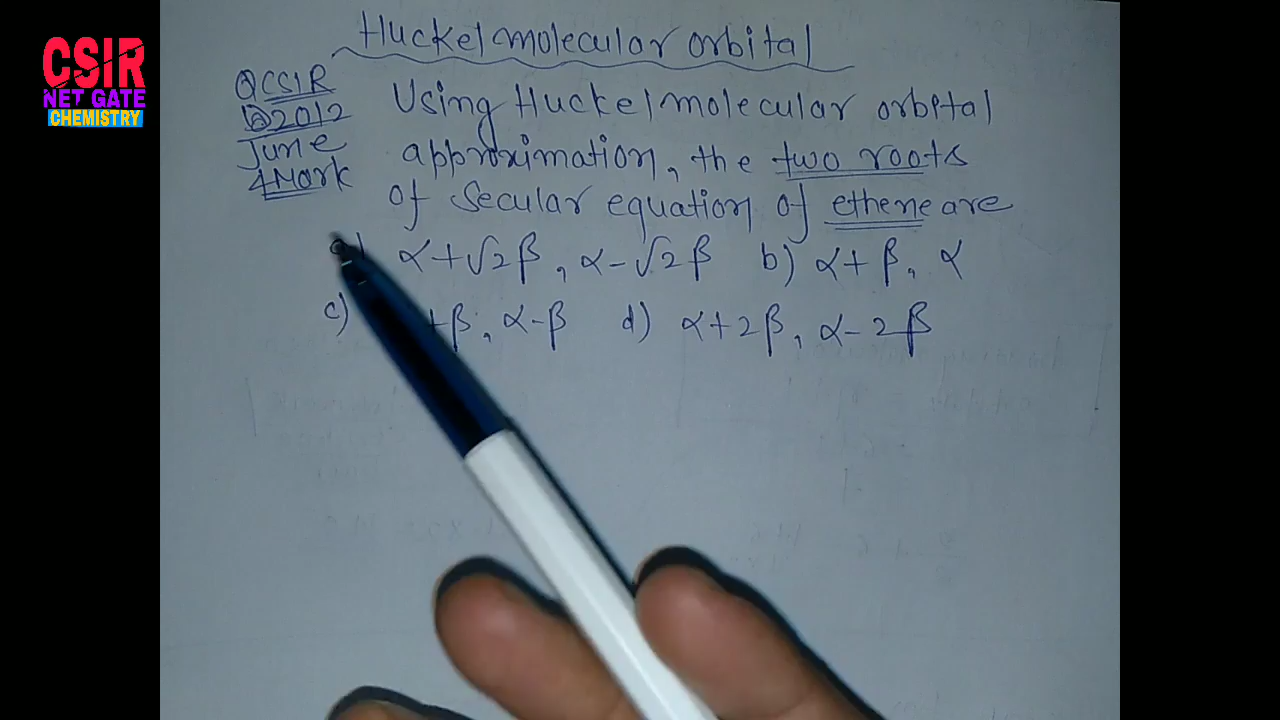 Huckel molecular orbital
CSIR
NET GATE
CHEMISTRY
Q CSIR
2012
June
4 Mark
Using Huckel molecular orbital
approximation, the two roots
of secular equation of ethene are
α+√2β, α-√2β b) α+β, α
c) +β, α-β d) α+2β, α-2β